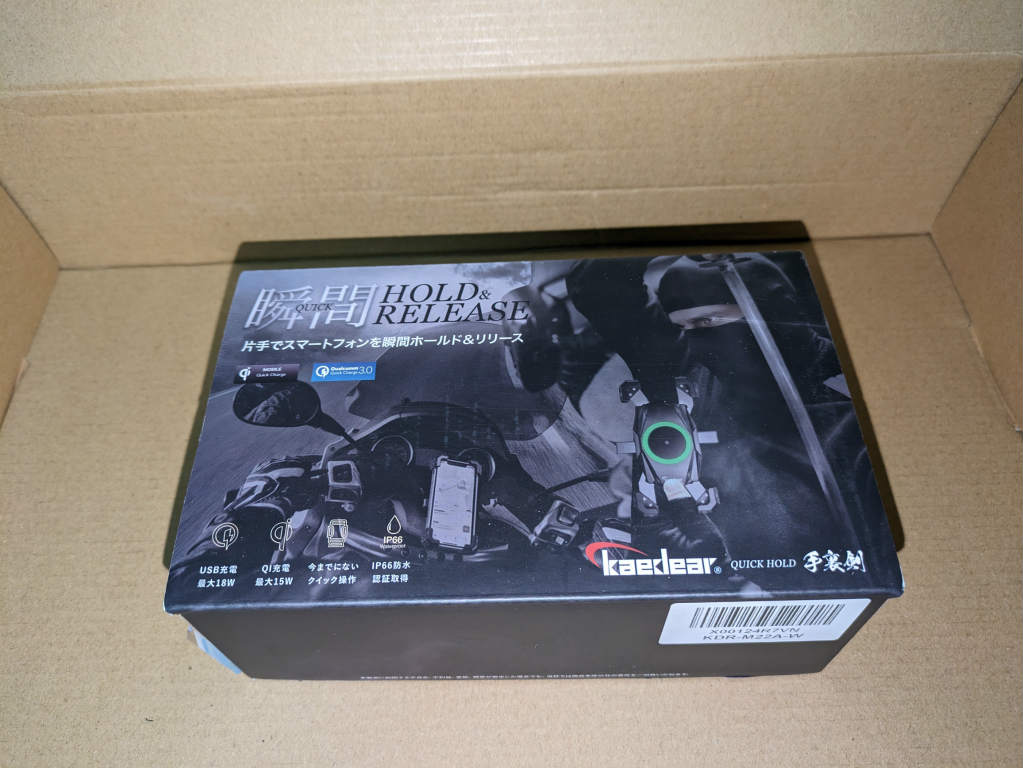 瞬間
QUICK
HOLD &
RELEASE
片手でスマートフォンを瞬間ホールド&リリース
MOBILE
Quick Charge
Qualcomm
Quick Charge 3.0
IP66
Waterproof
USB充電
最大18W
QI充電
最大15W
今までにない
クイック操作
IP66防水
認証取得
kaedear®
QUICK HOLD 手裏剣
X00124R7VN
KDR-M22A-W